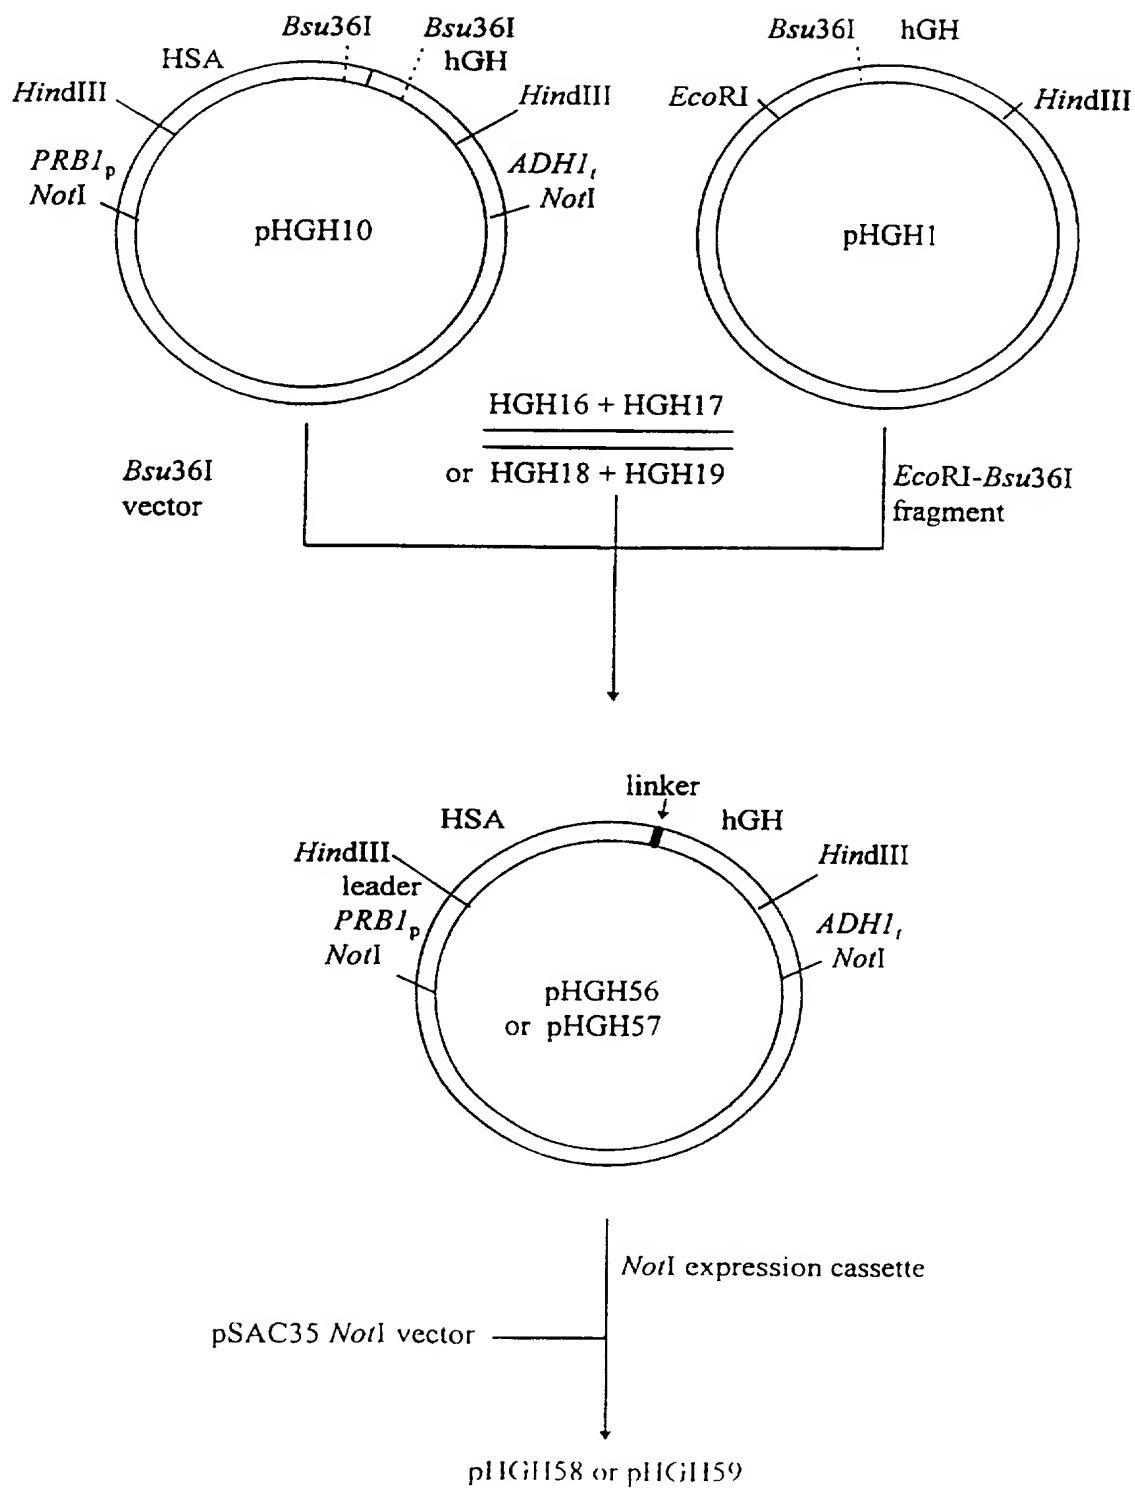 Bsu36I
Bsu36I
HSA
hGH
HindIII
HindIII
PRB1p
NotI
ADH1t
NotI
pHGH10
Bsu36I hGH
EcoRI
HindIII
pHGH1
HGH16 + HGH17
or HGH18 + HGH19
Bsu36I
vector
EcoRI-Bsu36I
fragment
linker
HSA
hGH
HindIII
HindIII
leader
PRB1p
NotI
ADH1t
NotI
pHGH56
or pHGH57
NotI expression cassette
pSAC35 NotI vector
pHGH58 or pHGH59